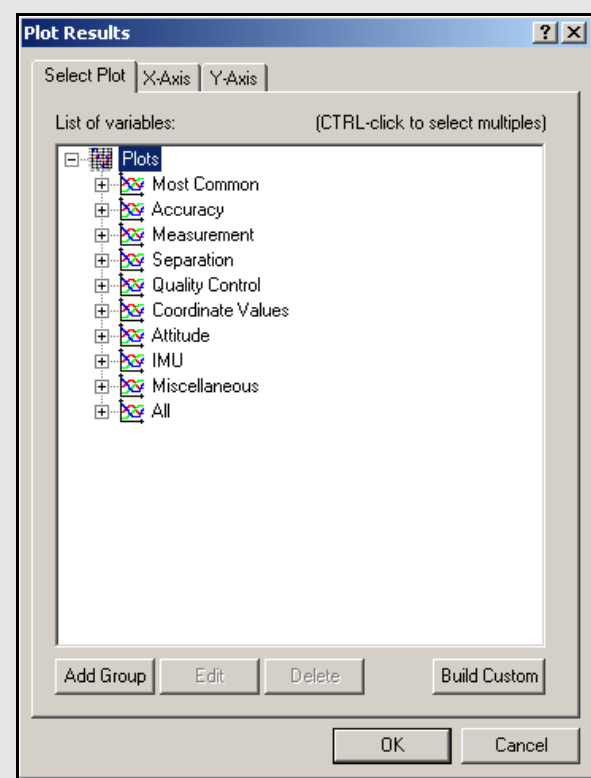 Plot Results
Select Plot X-Axis Y-Axis
List of variables: (CTRL-click to select multiples)
Plots
Most Common
Accuracy
Measurement
Separation
Quality Control
Coordinate Values
Attitude
IMU
Miscellaneous
All
Add Group Edit Delete Build Custom
OK Cancel